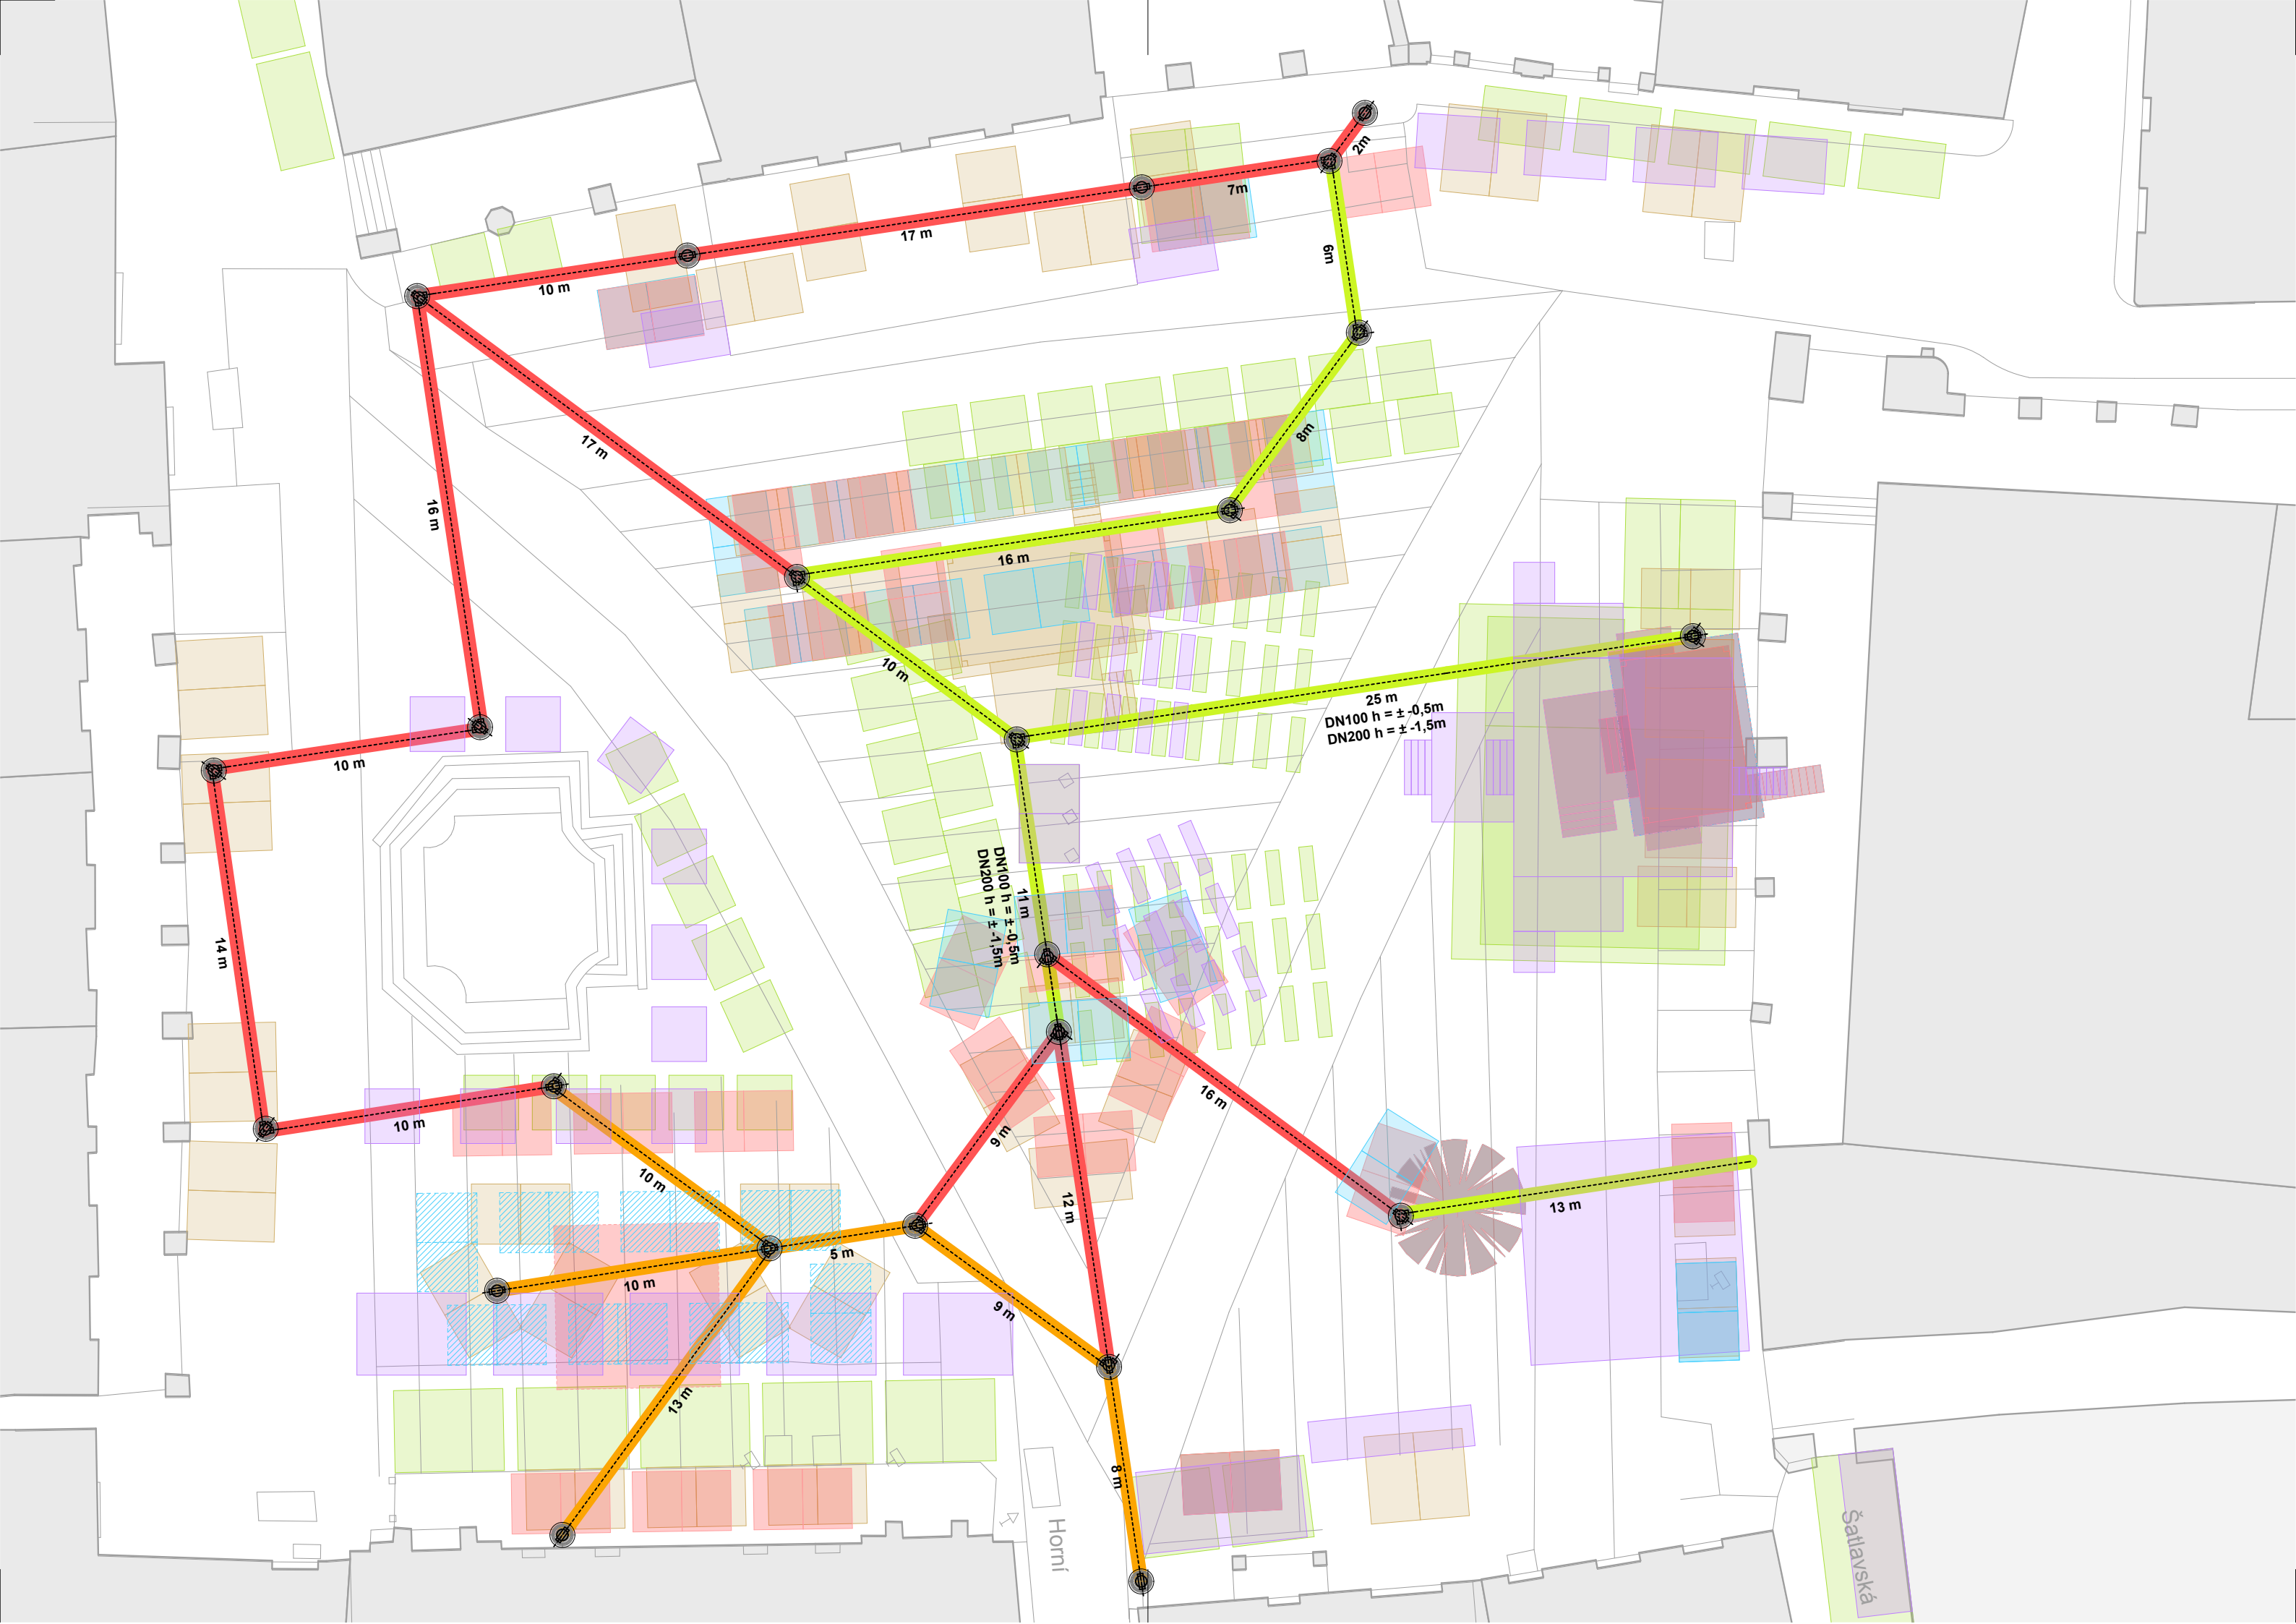 2m
7m
17 m
6m
10 m
8m
17 m
16 m
16 m
10 m
25 m
DN100 h = ± -0,5m
DN200 h = ± -1,5m
10 m
11 m
DN100 h = ± -0,5m
DN200 h = ± -1,5m
14 m
16 m
10 m
9 m
10 m
12 m
13 m
5 m
10 m
9 m
13 m
8 m
Horní
Šatlavská